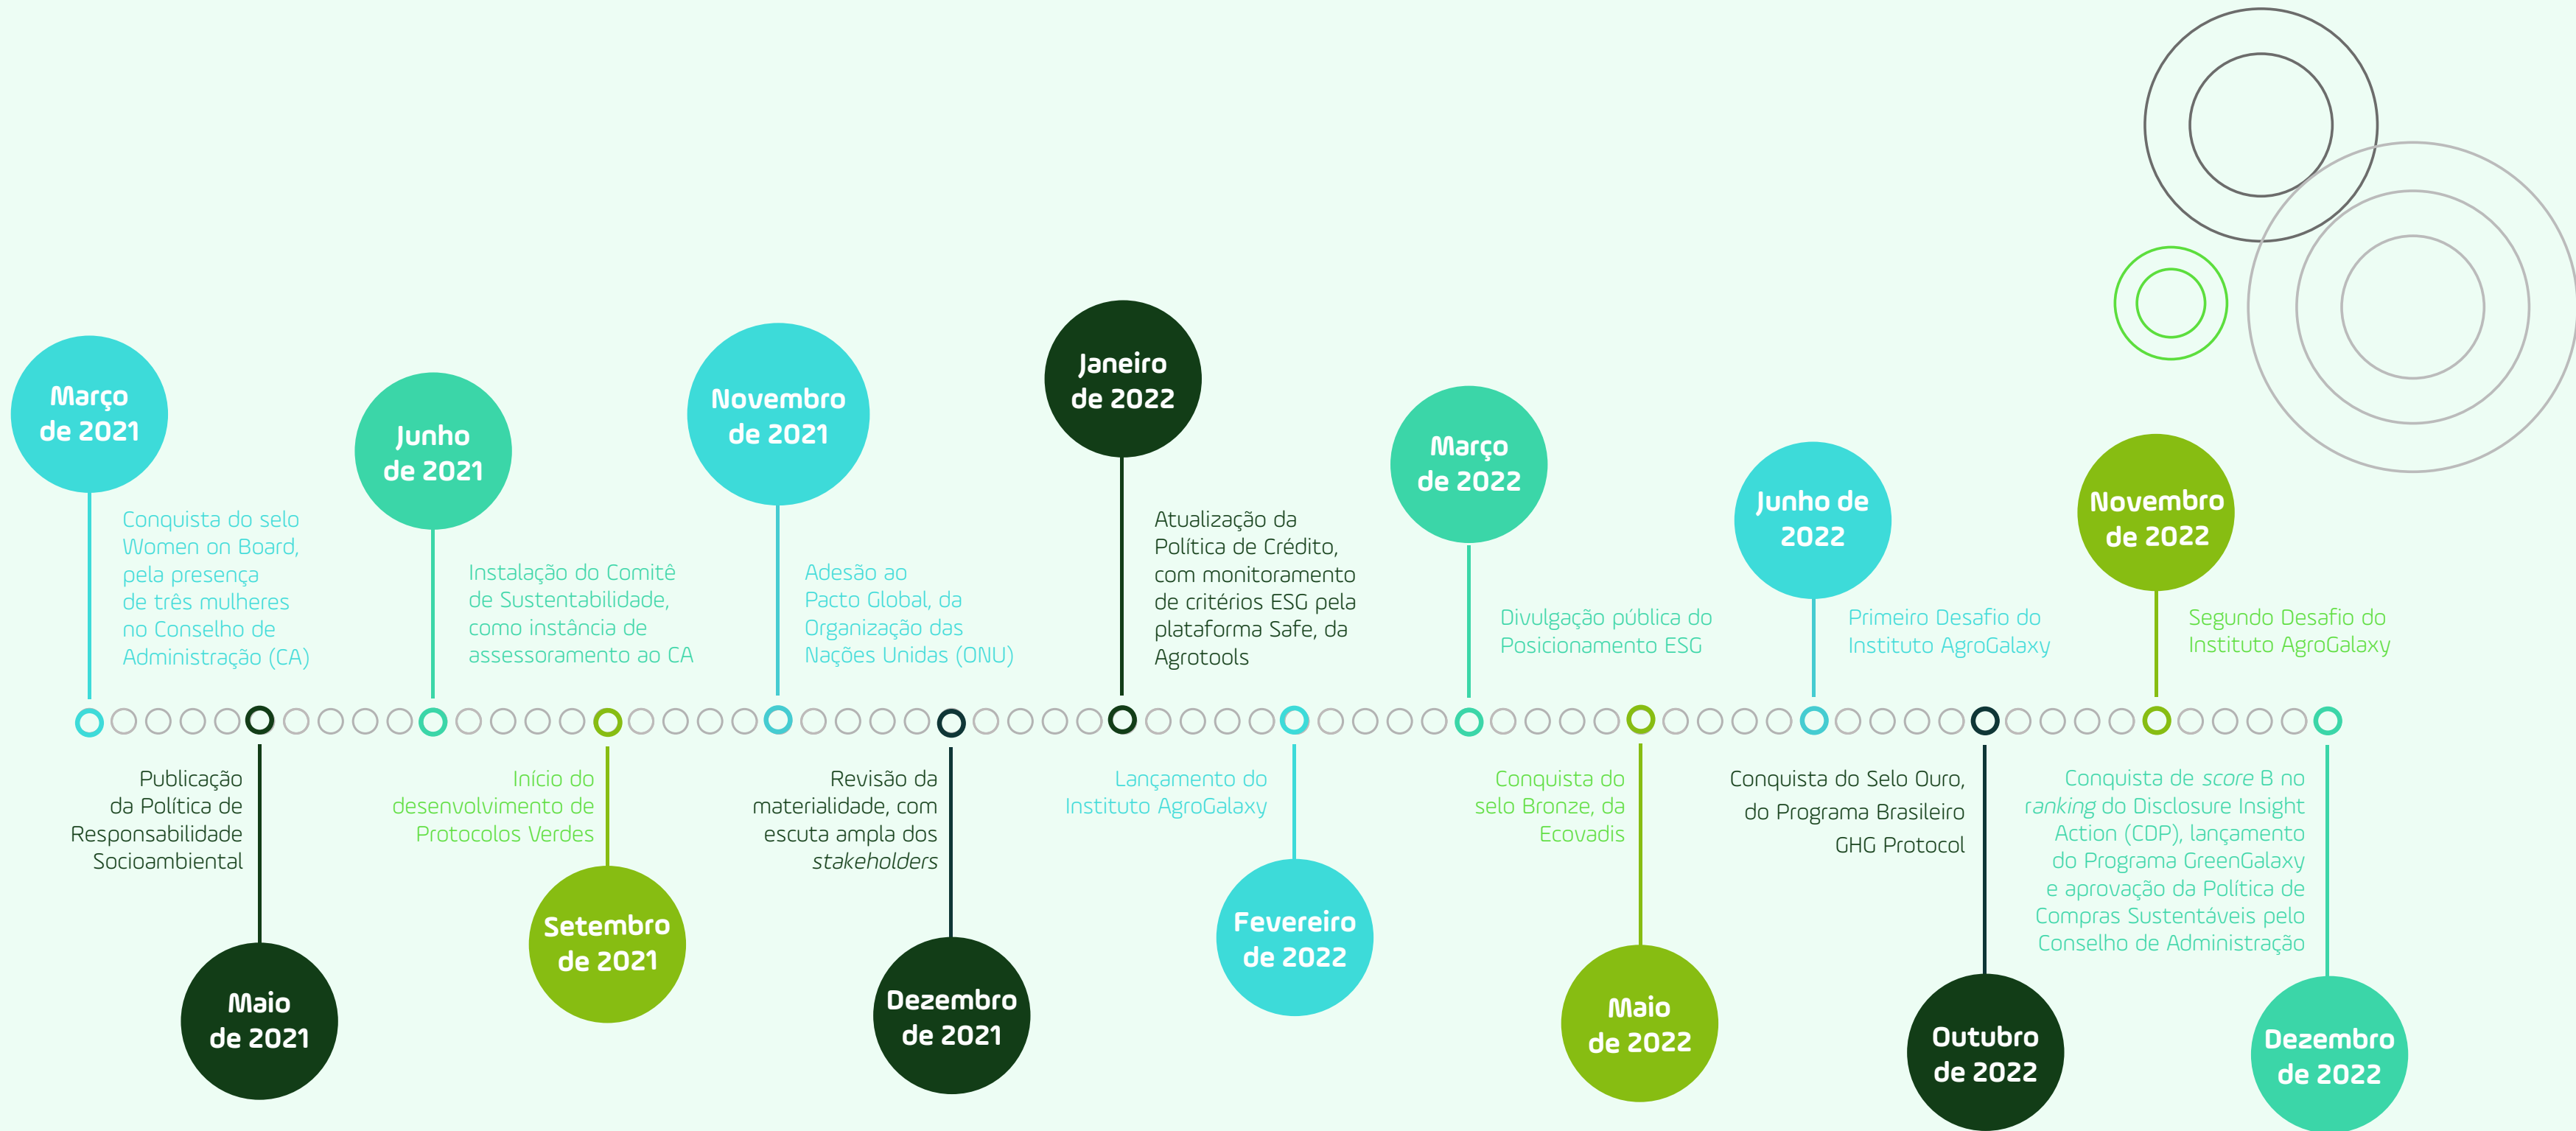 Março
de 2021
Conquista do selo
Women on Board,
pela presença
de três mulheres
no Conselho de
Administração (CA)
Publicação
da Política de
Responsabilidade
Socioambiental
Maio
de 2021
Junho
de 2021
Instalação do Comitê
de Sustentabilidade,
como instância de
assessoramento ao CA
Início do
desenvolvimento de
Protocolos Verdes
Setembro
de 2021
Novembro
de 2021
Adesão ao
Pacto Global, da
Organização das
Nações Unidas (ONU)
Revisão da
materialidade, com
escuta ampla dos
stakeholders
Dezembro
de 2021
Janeiro
de 2022
Atualização da
Política de Crédito,
com monitoramento
de critérios ESG pela
plataforma Safe, da
Agrotools
Lançamento do
Instituto AgroGalaxy
Fevereiro
de 2022
Março
de 2022
Divulgação pública do
Posicionamento ESG
Conquista do
selo Bronze, da
Ecovadis
Maio
de 2022
Junho de
2022
Primeiro Desafio do
Instituto AgroGalaxy
Conquista do Selo Ouro,
do Programa Brasileiro
GHG Protocol
Outubro
de 2022
Novembro
de 2022
Segundo Desafio do
Instituto AgroGalaxy
Conquista de score B no
ranking do Disclosure Insight
Action (CDP), lançamento
do Programa GreenGalaxy
e aprovação da Política de
Compras Sustentáveis pelo
Conselho de Administração
Dezembro
de 2022